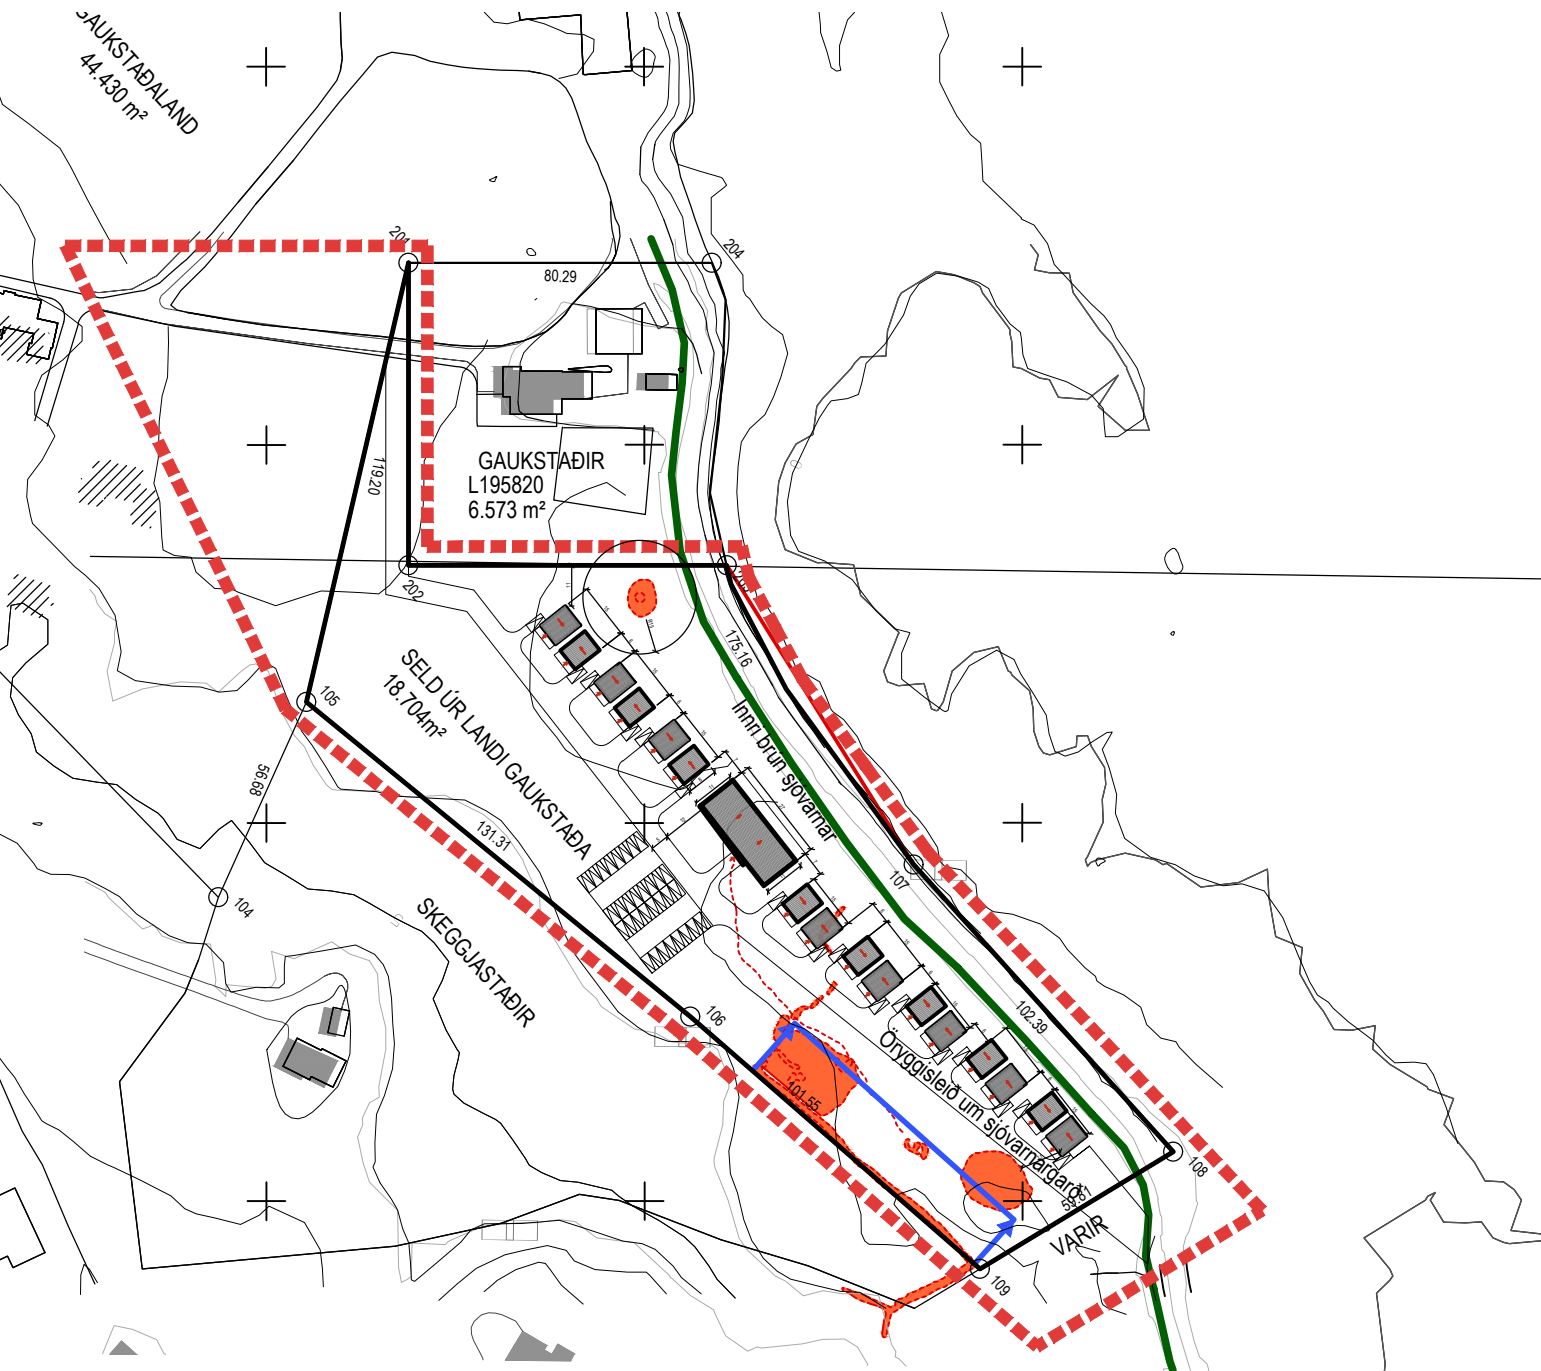 GAUKSTAÐALAND
44.430 m²
201
204
80.29
119.20
GAUKSTAÐIR
L195820
6.573 m²
202
203
175.16
105
SELD ÚR LANDI GAUKSTAÐA
18.704m²
Innri brún sjóvarnar
56.68
131.31
107
104
SKEGGJASTAÐIR
106
102.39
Öryggisleið um sjóvarnargarð
101.55
108
VARIR
109